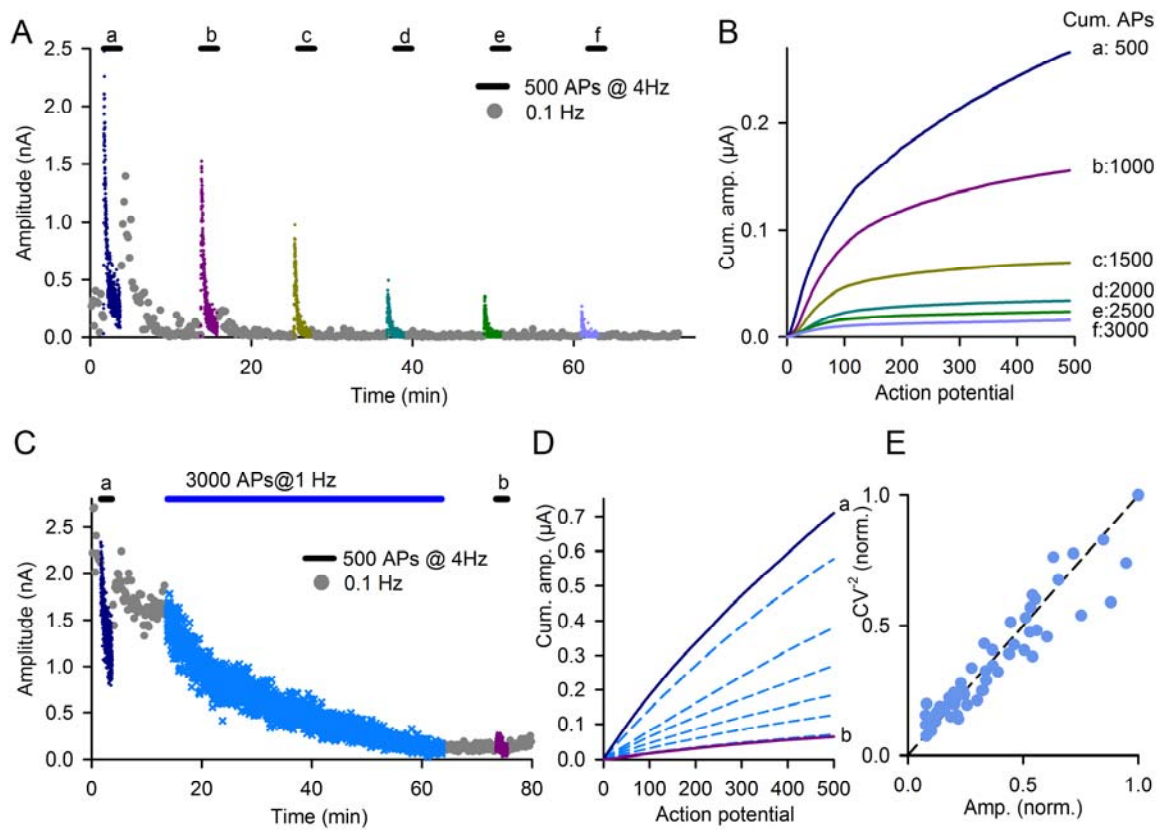 A
a b c d e f
500 APs @ 4Hz
0.1 Hz
2.5
2.0
1.5
1.0
0.5
0.0
Amplitude (nA)
0 20 40 60
Time (min)
B
Cum. APs
a: 500
b:1000
c:1500
d:2000
e:2500
f:3000
0.2
0.1
0.0
Cum. amp. (µA)
0 100 200 300 400 500
Action potential
C
a 3000 APs@1 Hz b
500 APs @ 4Hz
0.1 Hz
2.5
2.0
1.5
1.0
0.5
0.0
Amplitude (nA)
0 20 40 60 80
Time (min)
D
a
b
0.7
0.6
0.5
0.4
0.3
0.2
0.1
0.0
Cum. amp. (µA)
0 100 200 300 400 500
Action potential
E
1.0
0.5
0.0
CV⁻² (norm.)
0.0 0.5 1.0
Amp. (norm.)